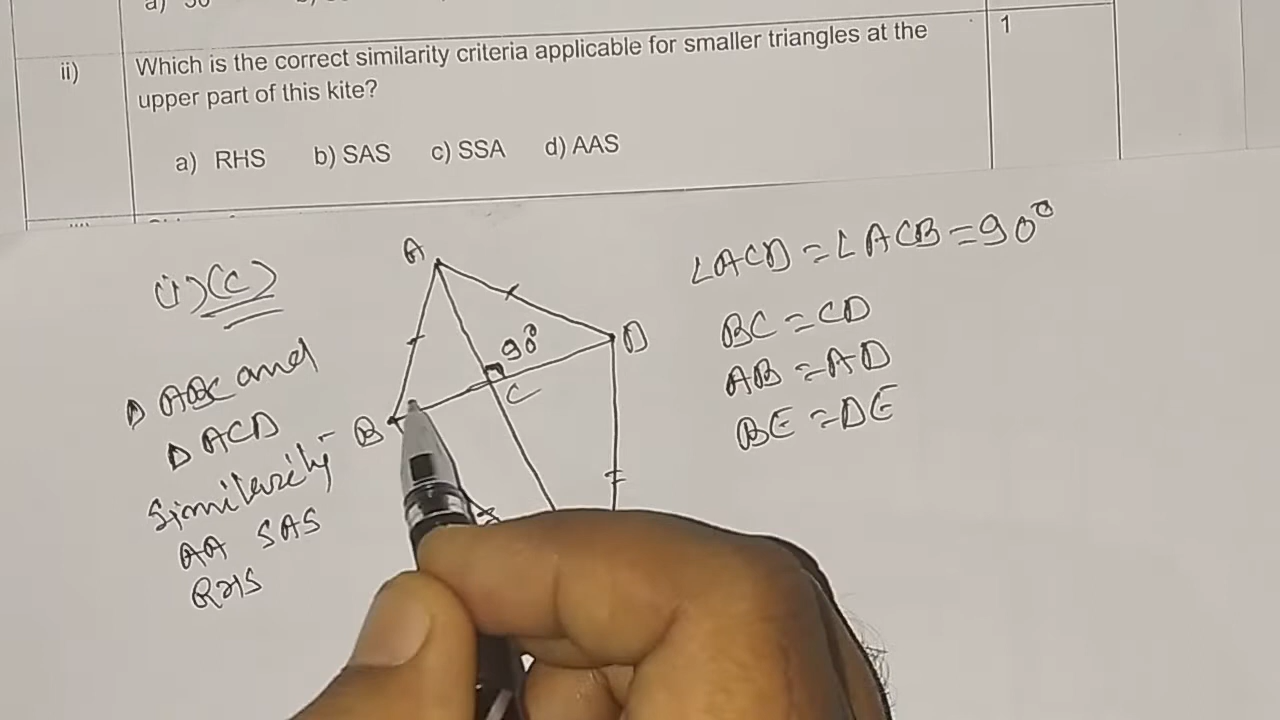 ii) Which is the correct similarity criteria applicable for smaller triangles at the 1
upper part of this kite?
a) RHS b) SAS c) SSA d) AAS
i) (c)
Δ ABC and
Δ ACD
Similarity
AA SAS
RHS
A
B
C
D
90°
∠ACD = ∠ACB = 90°
BC = CD
AB = AD
BE = DE